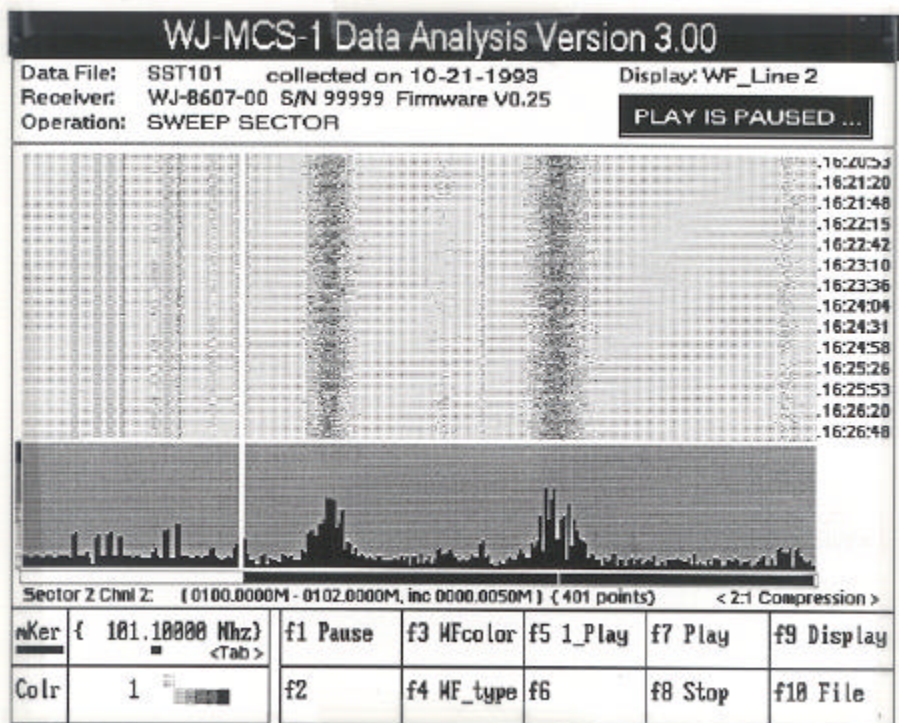 WJ-MCS-1 Data Analysis Version 3.00
Data File: SST101 collected on 10-21-1993 Display: WF_Line 2
Receiver: WJ-8607-00 S/N 99999 Firmware V0.25
Operation: SWEEP SECTOR PLAY IS PAUSED ...
.16:20:53
.16:21:20
.16:21:48
.16:22:15
.16:22:42
.16:23:10
.16:23:36
.16:24:04
.16:24:31
.16:24:58
.16:25:26
.16:25:53
.16:26:20
.16:26:48
Sector 2 Chnl 2: [ 0100.0000M - 0102.0000M, inc 0000.0050M ] { 401 points} < 2:1 Compression >
mKer { 101.10000 Mhz} f1 Pause f3 WFcolor f5 1_Play f7 Play f9 Display
<Tab>
Colr 1 f2 f4 WF_type f6 f8 Stop f10 File